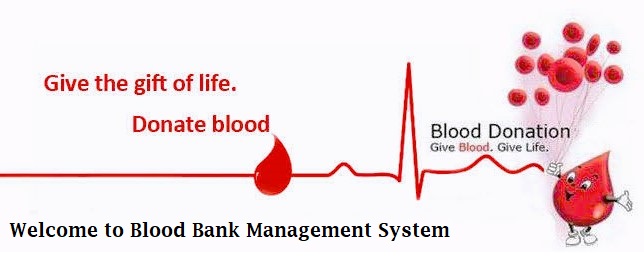 Give the gift of life.
Donate blood
Blood Donation
Give Blood. Give Life.
Welcome to Blood Bank Management System